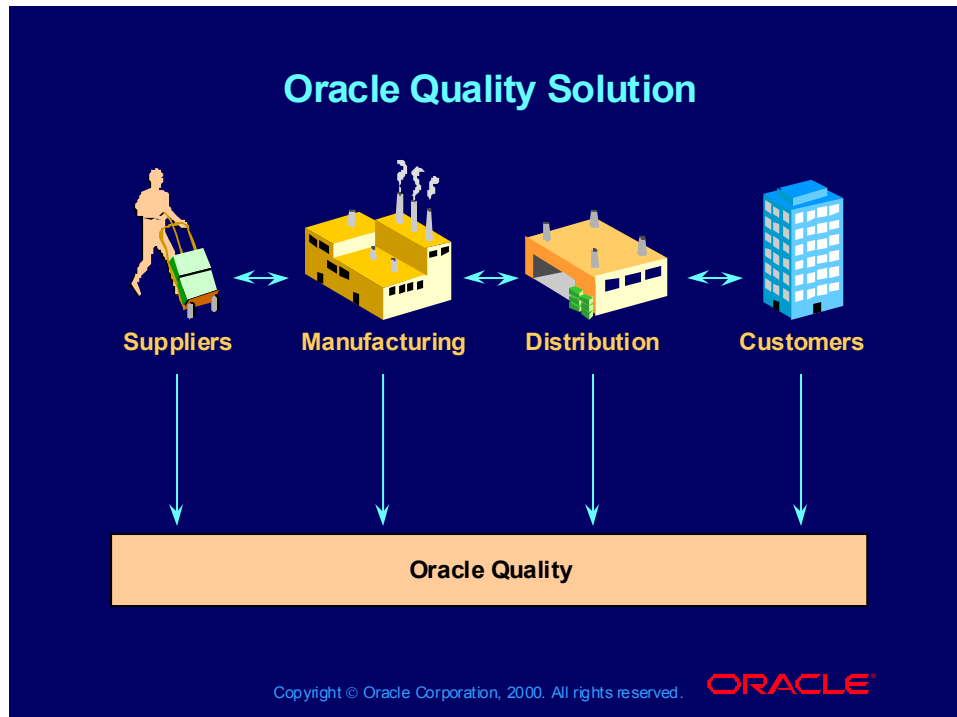 Oracle Quality Solution
Suppliers Manufacturing Distribution Customers
Oracle Quality
Copyright © Oracle Corporation, 2000. All rights reserved.
ORACLE®